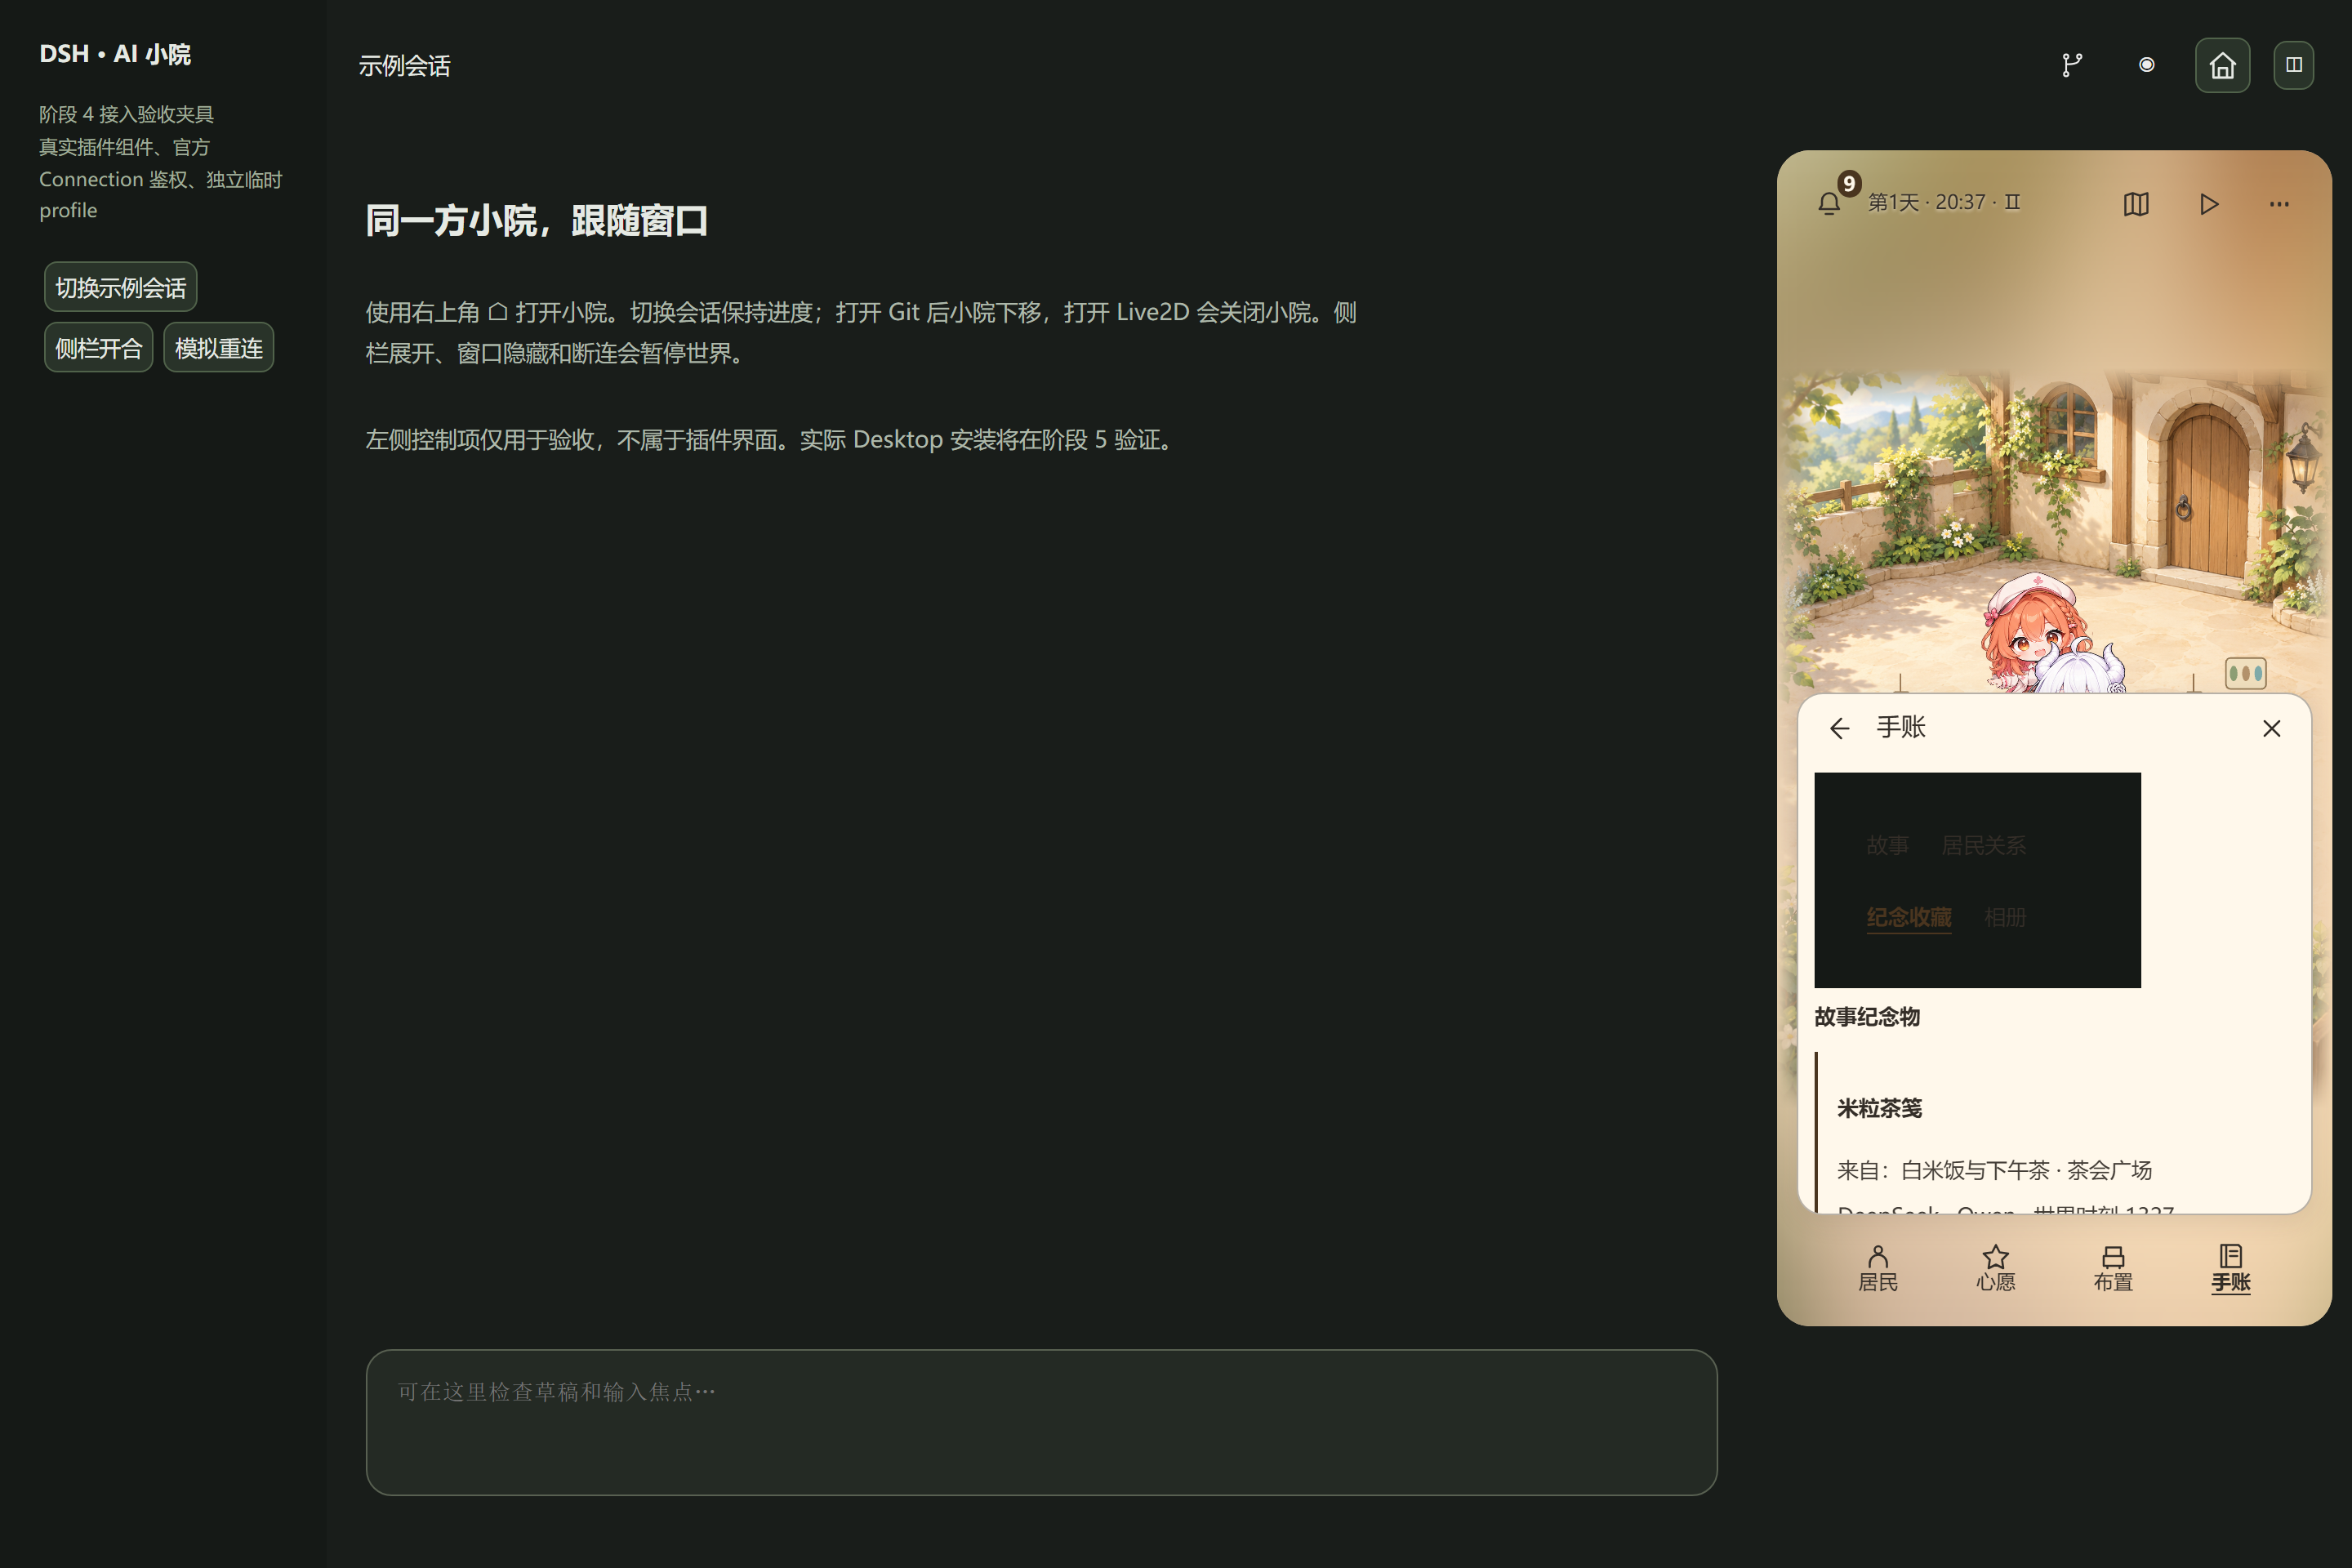 DSH • AI 小院
阶段 4 接入验收夹具
真实插件组件、官方
Connection 鉴权、独立临时
profile
切换示例会话
侧栏开合 模拟重连
示例会话
同一方小院，跟随窗口
使用右上角 打开小院。切换会话保持进度；打开 Git 后小院下移，打开 Live2D 会关闭小院。侧
栏展开、窗口隐藏和断连会暂停世界。
左侧控制项仅用于验收，不属于插件界面。实际 Desktop 安装将在阶段 5 验证。
可在这里检查草稿和输入焦点…
9
第1天 · 20:37 ·
手账
故事 居民关系
纪念收藏 相册
故事纪念物
米粒茶笺
来自：白米饭与下午茶 · 茶会广场
DeepSeek、Qwen · 世界时刻 1327
居民 心愿 布置 手账